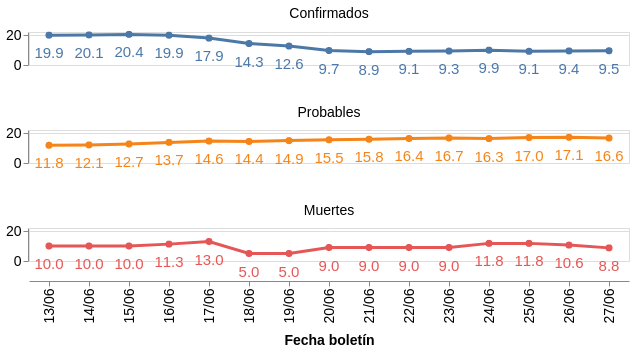 Confirmados
20
0
19.9 20.1 20.4 19.9 17.9 14.3 12.6 9.7 8.9 9.1 9.3 9.9 9.1 9.4 9.5
Probables
20
0
11.8 12.1 12.7 13.7 14.6 14.4 14.9 15.5 15.8 16.4 16.7 16.3 17.0 17.1 16.6
Muertes
20
0
10.0 10.0 10.0 11.3 13.0 5.0 5.0 9.0 9.0 9.0 9.0 11.8 11.8 10.6 8.8
13/06 14/06 15/06 16/06 17/06 18/06 19/06 20/06 21/06 22/06 23/06 24/06 25/06 26/06 27/06
Fecha boletín